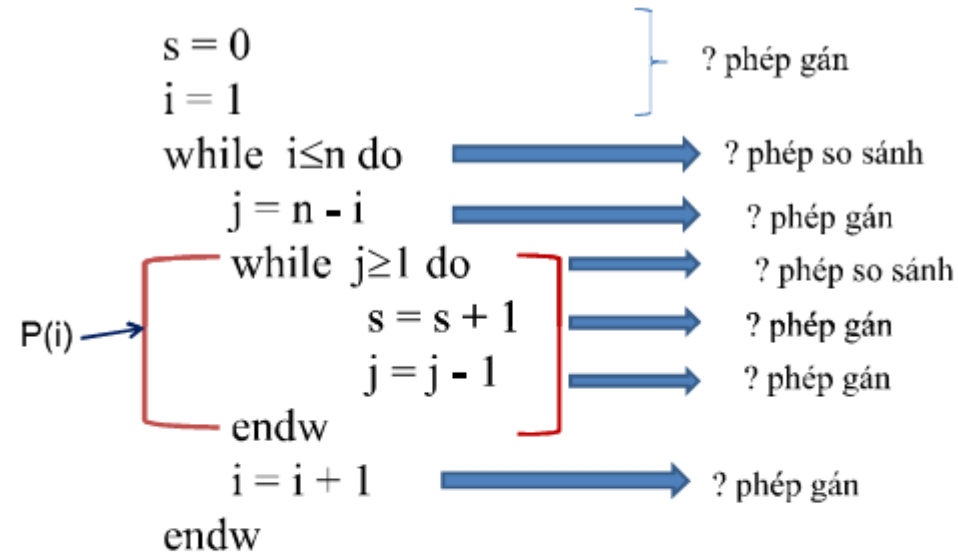 s = 0
? phép gán
i = 1
while i≤n do
? phép so sánh
j = n - i
? phép gán
while j≥1 do
? phép so sánh
P(i)
s = s + 1
? phép gán
j = j - 1
? phép gán
endw
i = i + 1
? phép gán
endw